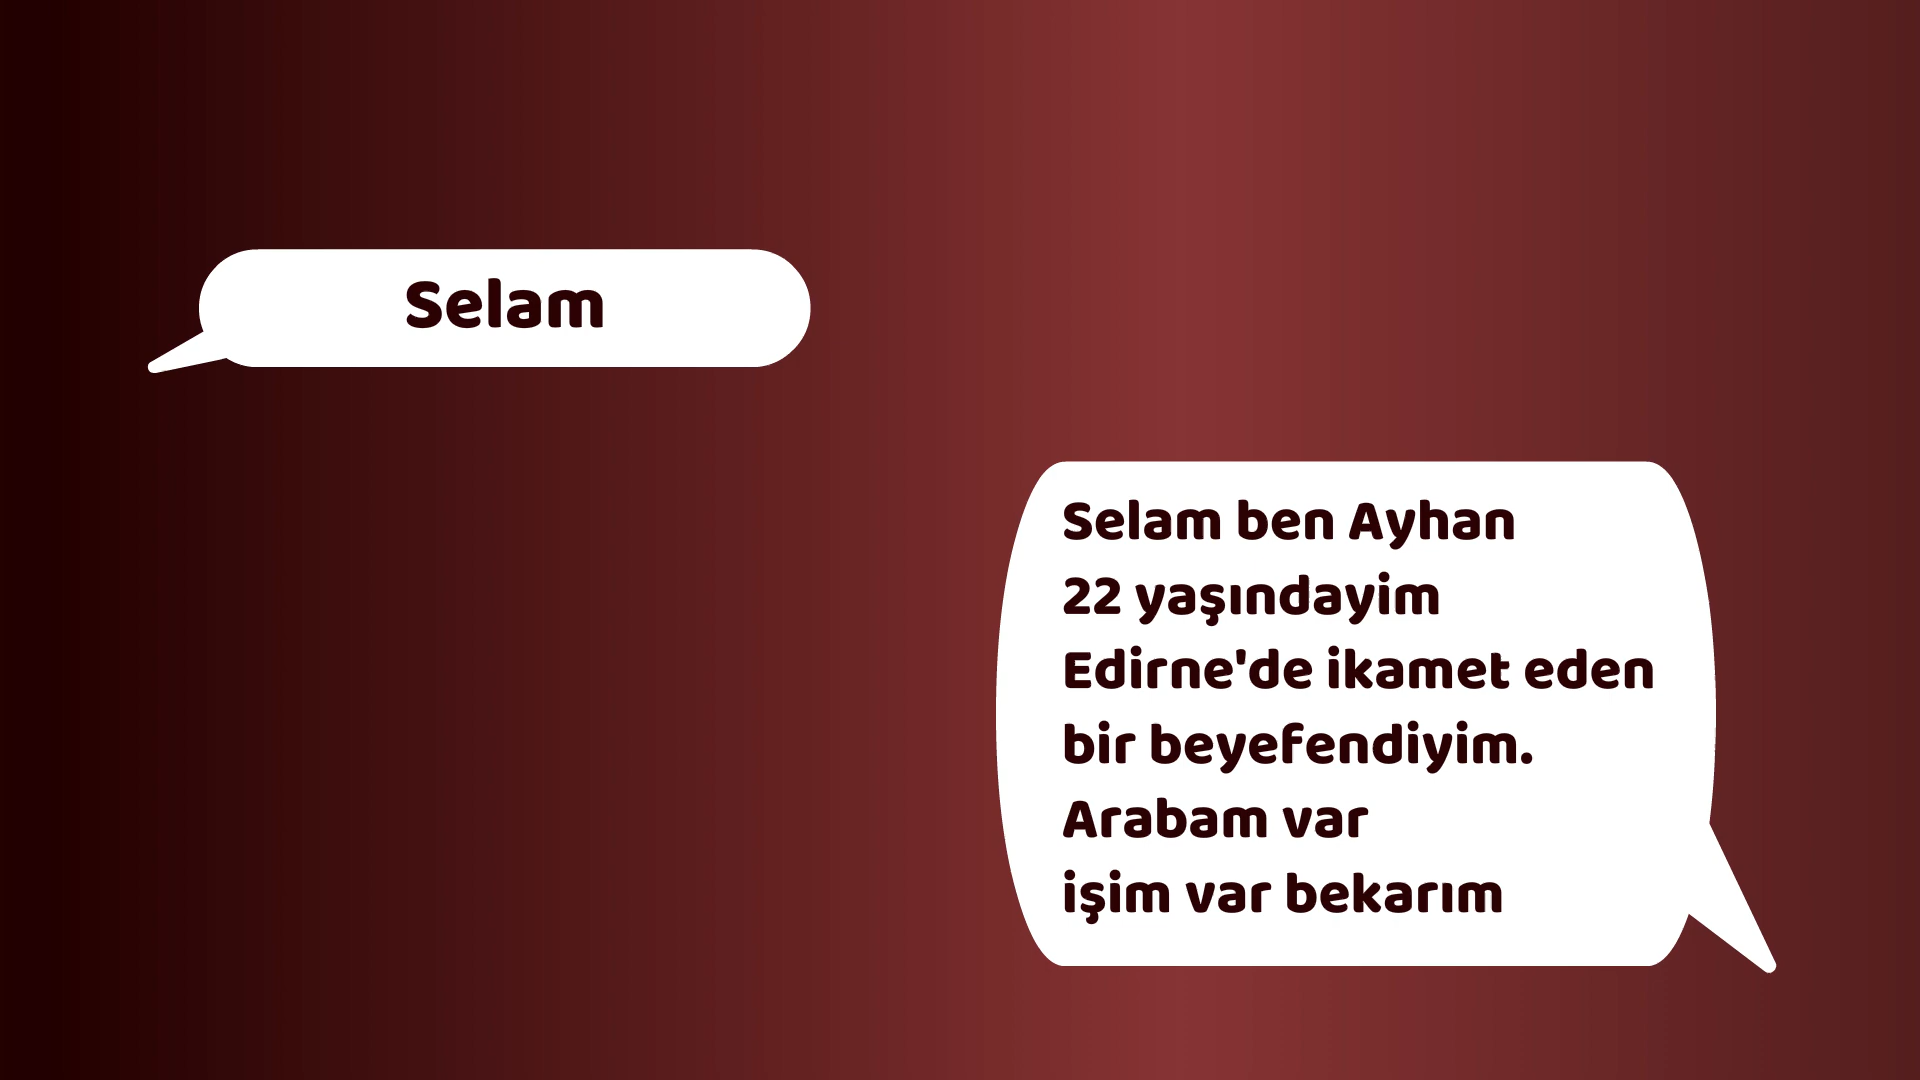 Selam
Selam ben Ayhan
22 yaşındayim
Edirne'de ikamet eden
bir beyefendiyim.
Arabam var
işim var bekarım